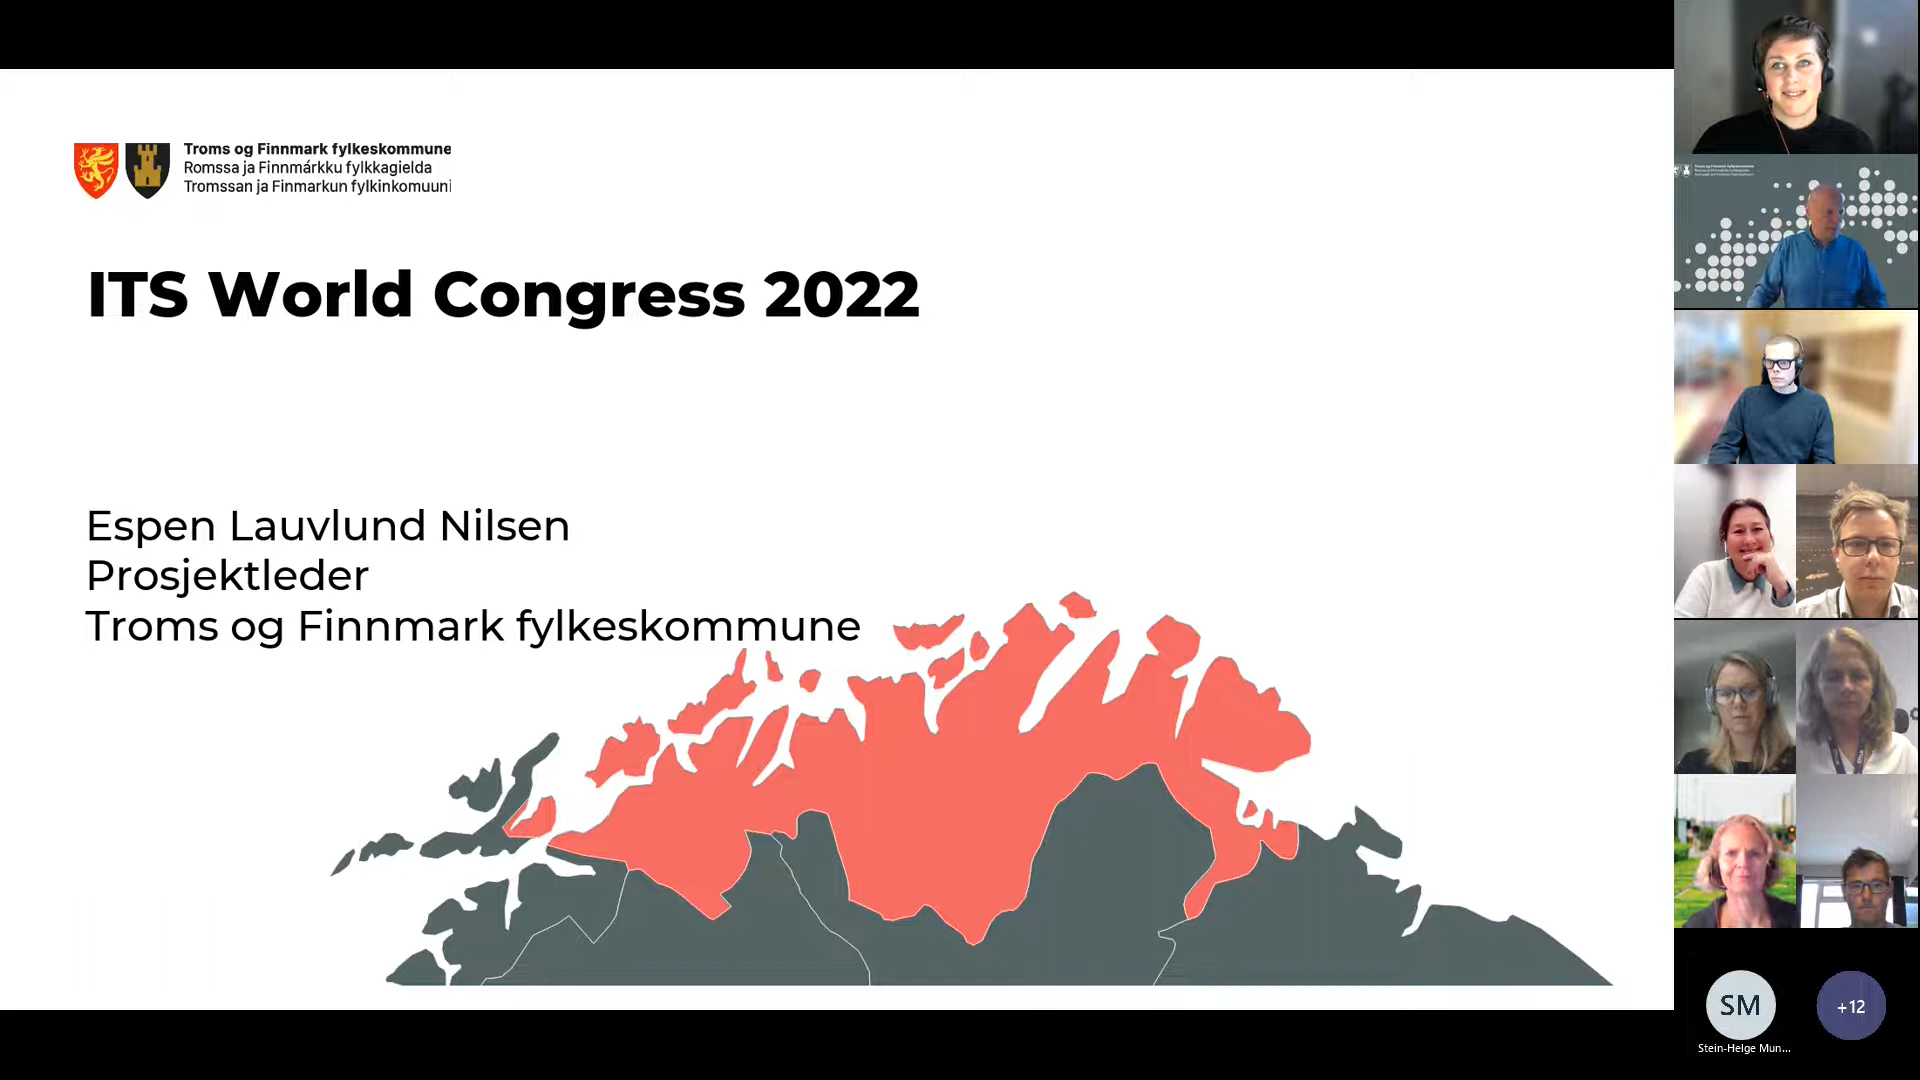 Troms og Finnmark fylkeskommune
Romssa ja Finnmárkku fylkkagielda
Tromssan ja Finmarkun fylkinkomuuni
ITS World Congress 2022
Espen Lauvlund Nilsen
Prosjektleder
Troms og Finnmark fylkeskommune
SM
+12
Stein-Helge Mun...